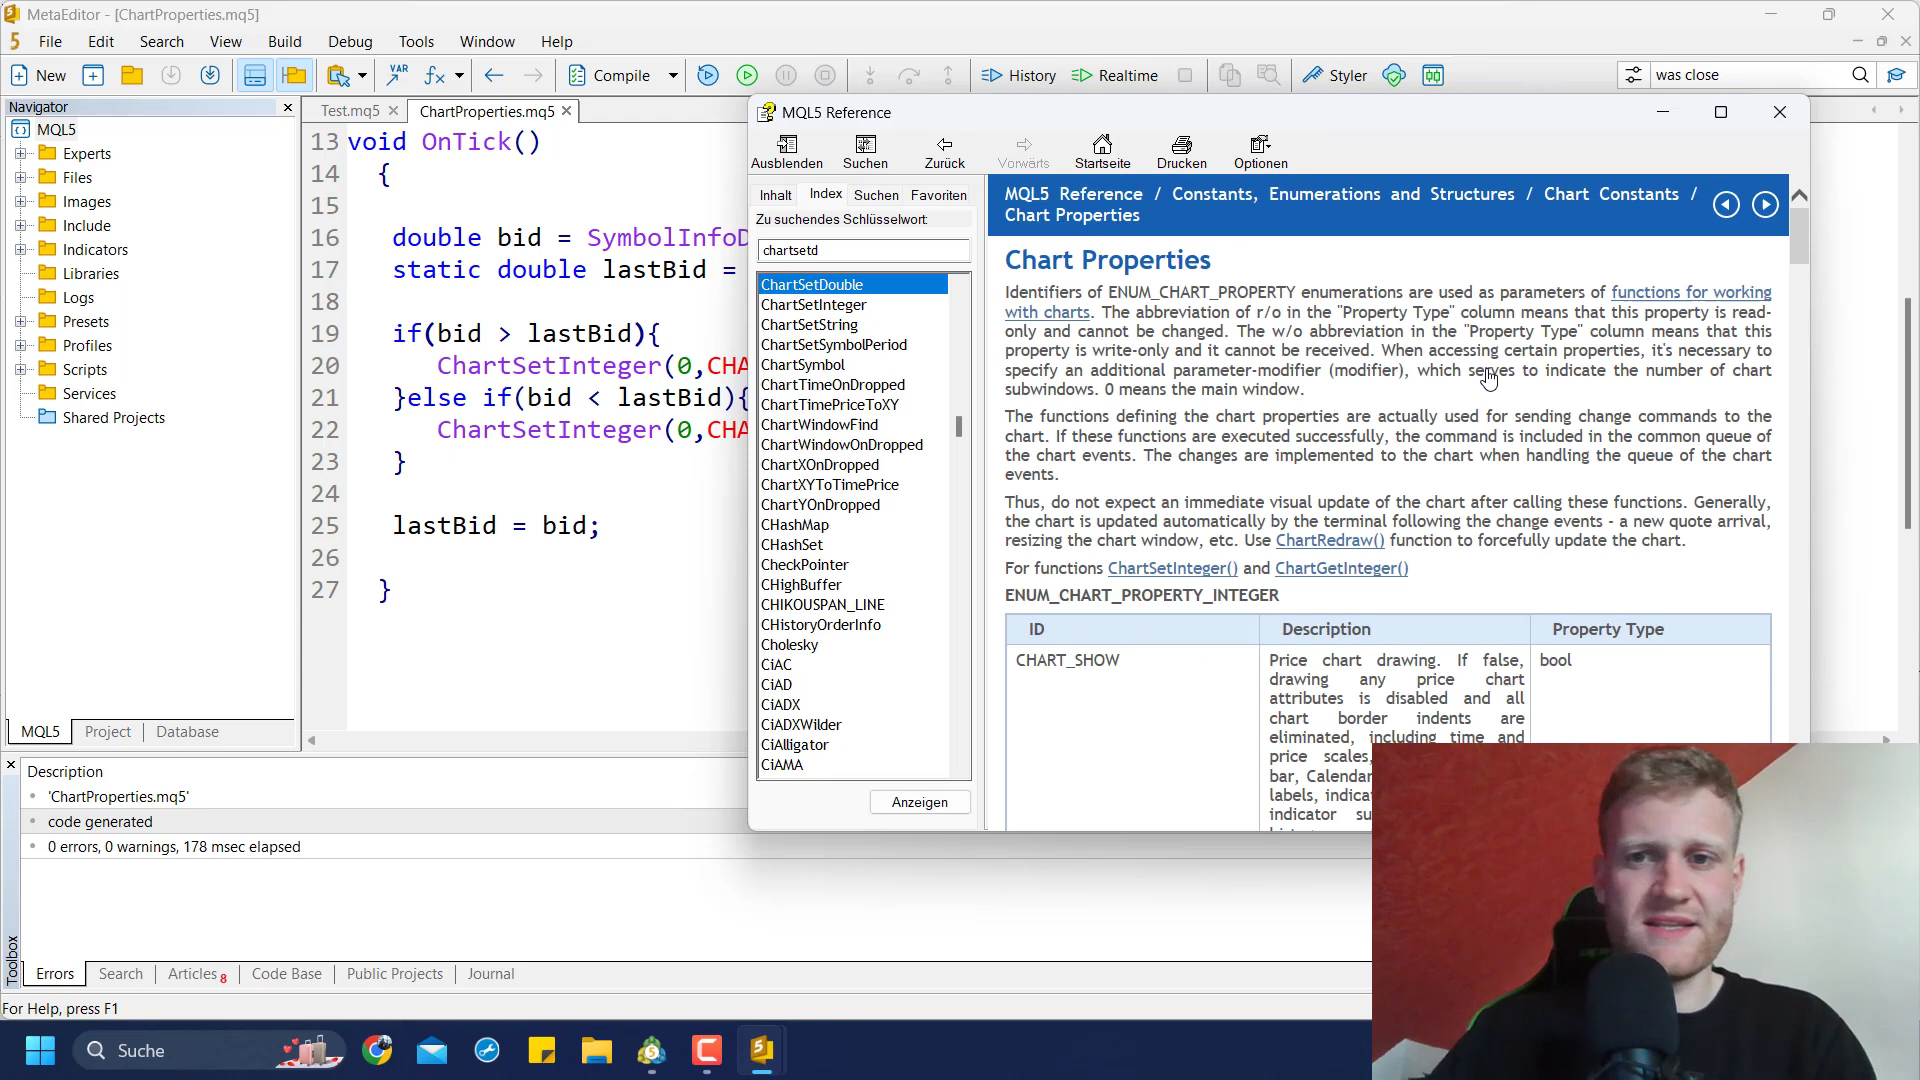 MetaEditor - [ChartProperties.mq5]
File Edit Search View Build Debug Tools Window Help
New VAR Compile History Realtime Styler was close
Navigator
MQL5
Experts
Files
Images
Include
Indicators
Libraries
Logs
Presets
Profiles
Scripts
Services
Shared Projects
MQL5 Project Database
Test.mq5 ChartProperties.mq5
13 void OnTick()
14 {
15
16 double bid = SymbolInfoD
17 static double lastBid =
18
19 if(bid > lastBid){
20 ChartSetInteger(0,CHA
21 }else if(bid < lastBid){
22 ChartSetInteger(0,CHA
23 }
24
25 lastBid = bid;
26
27 }
MQL5 Reference
Ausblenden Suchen Zurück Vorwärts Startseite Drucken Optionen
Inhalt Index Suchen Favoriten
Zu suchendes Schlüsselwort
chartsetd
ChartSetDouble
ChartSetInteger
ChartSetString
ChartSetSymbolPeriod
ChartSymbol
ChartTimeOnDropped
ChartTimePriceToXY
ChartWindowFind
ChartWindowOnDropped
ChartXOnDropped
ChartXYToTimePrice
ChartYOnDropped
CHashMap
CHashSet
CheckPointer
CHighBuffer
CHIKOUSPAN_LINE
CHistoryOrderInfo
Cholesky
CiAC
CiAD
CiADX
CiADXWilder
CiAlligator
CiAMA
Anzeigen
MQL5 Reference / Constants, Enumerations and Structures / Chart Constants /
Chart Properties
Chart Properties
Identifiers of ENUM_CHART_PROPERTY enumerations are used as parameters of functions for working
with charts. The abbreviation of r/o in the "Property Type" column means that this property is read-
only and cannot be changed. The w/o abbreviation in the "Property Type" column means that this
property is write-only and it cannot be received. When accessing certain properties, it's necessary to
specify an additional parameter-modifier (modifier), which serves to indicate the number of chart
subwindows. 0 means the main window.
The functions defining the chart properties are actually used for sending change commands to the
chart. If these functions are executed successfully, the command is included in the common queue of
the chart events. The changes are implemented to the chart when handling the queue of the chart
events.
Thus, do not expect an immediate visual update of the chart after calling these functions. Generally,
the chart is updated automatically by the terminal following the change events - a new quote arrival,
resizing the chart window, etc. Use ChartRedraw() function to forcefully update the chart.
For functions ChartSetInteger() and ChartGetInteger()
ENUM_CHART_PROPERTY_INTEGER
ID Description Property Type
CHART_SHOW Price chart drawing. If false, bool
drawing any price chart
attributes is disabled and all
chart border indents are
eliminated, including time and
price scales,
bar, Calendar
labels,
indicator
Description
'ChartProperties.mq5'
code generated
0 errors, 0 warnings, 178 msec elapsed
Toolbox
Errors Search Articles 8 Code Base Public Projects Journal
For Help, press F1
Suche